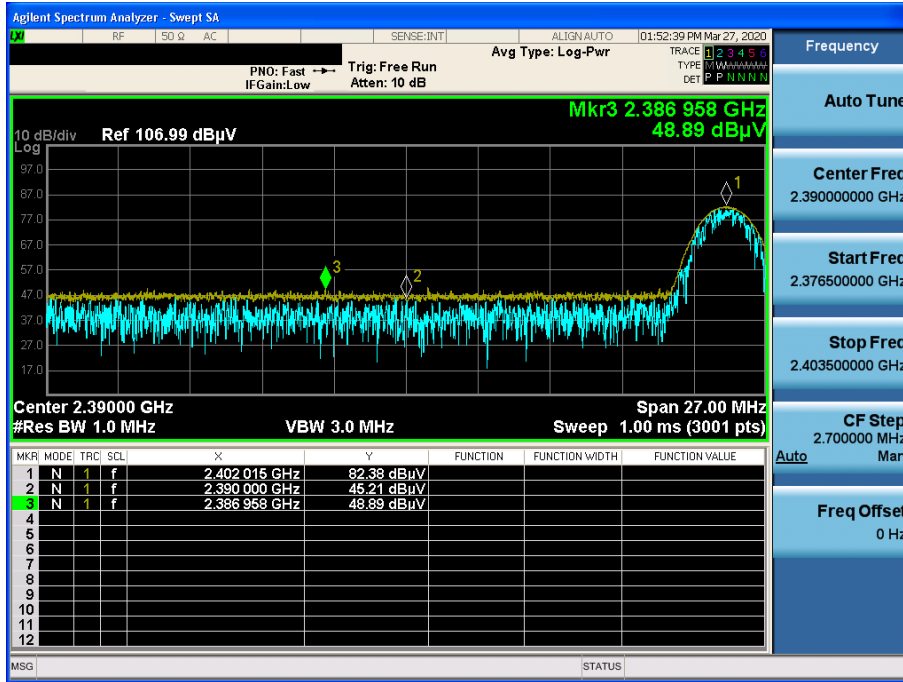 Agilent Spectrum Analyzer - Swept SA
LXI RF 50 Ω AC SENSE:INT ALIGN AUTO 01:52:39 PM Mar 27, 2020
Avg Type: Log-Pwr TRACE 1 2 3 4 5 6
PNO: Fast Trig: Free Run TYPE M W W W W W
IFGain:Low Atten: 10 dB DET P P N N N N
Frequency
Mkr3 2.386 958 GHz
48.89 dBµV
10 dB/div Ref 106.99 dBµV
Log
97.0
87.0
77.0
67.0
57.0
47.0
37.0
27.0
17.0
1
3
2
Center 2.39000 GHz Span 27.00 MHz
#Res BW 1.0 MHz VBW 3.0 MHz Sweep 1.00 ms (3001 pts)
MKR MODE TRC SCL X Y FUNCTION FUNCTION WIDTH FUNCTION VALUE
1 N 1 f 2.402 015 GHz 82.38 dBµV
2 N 1 f 2.390 000 GHz 45.21 dBµV
3 N 1 f 2.386 958 GHz 48.89 dBµV
4
5
6
7
8
9
10
11
12
MSG STATUS
Auto Tune
Center Freq
2.390000000 GHz
Start Freq
2.376500000 GHz
Stop Freq
2.403500000 GHz
CF Step
2.700000 MHz
Auto Man
Freq Offset
0 Hz